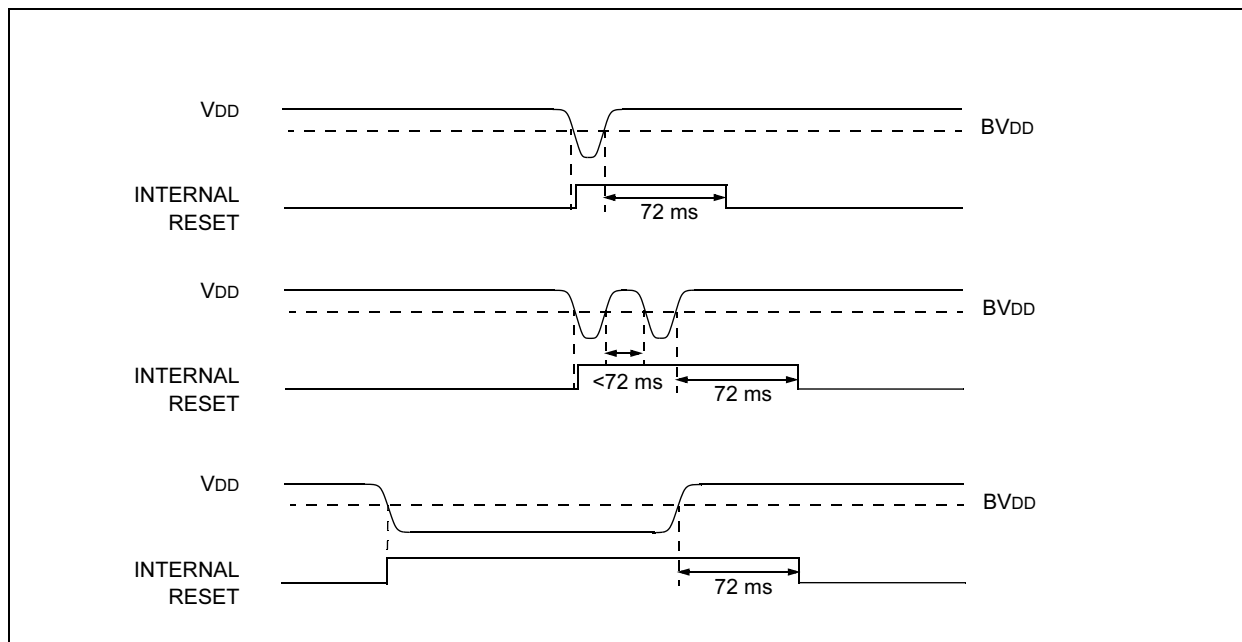 VDD
BVDD
INTERNAL
RESET
72 ms
VDD
BVDD
INTERNAL
RESET
<72 ms
72 ms
VDD
BVDD
INTERNAL
RESET
72 ms